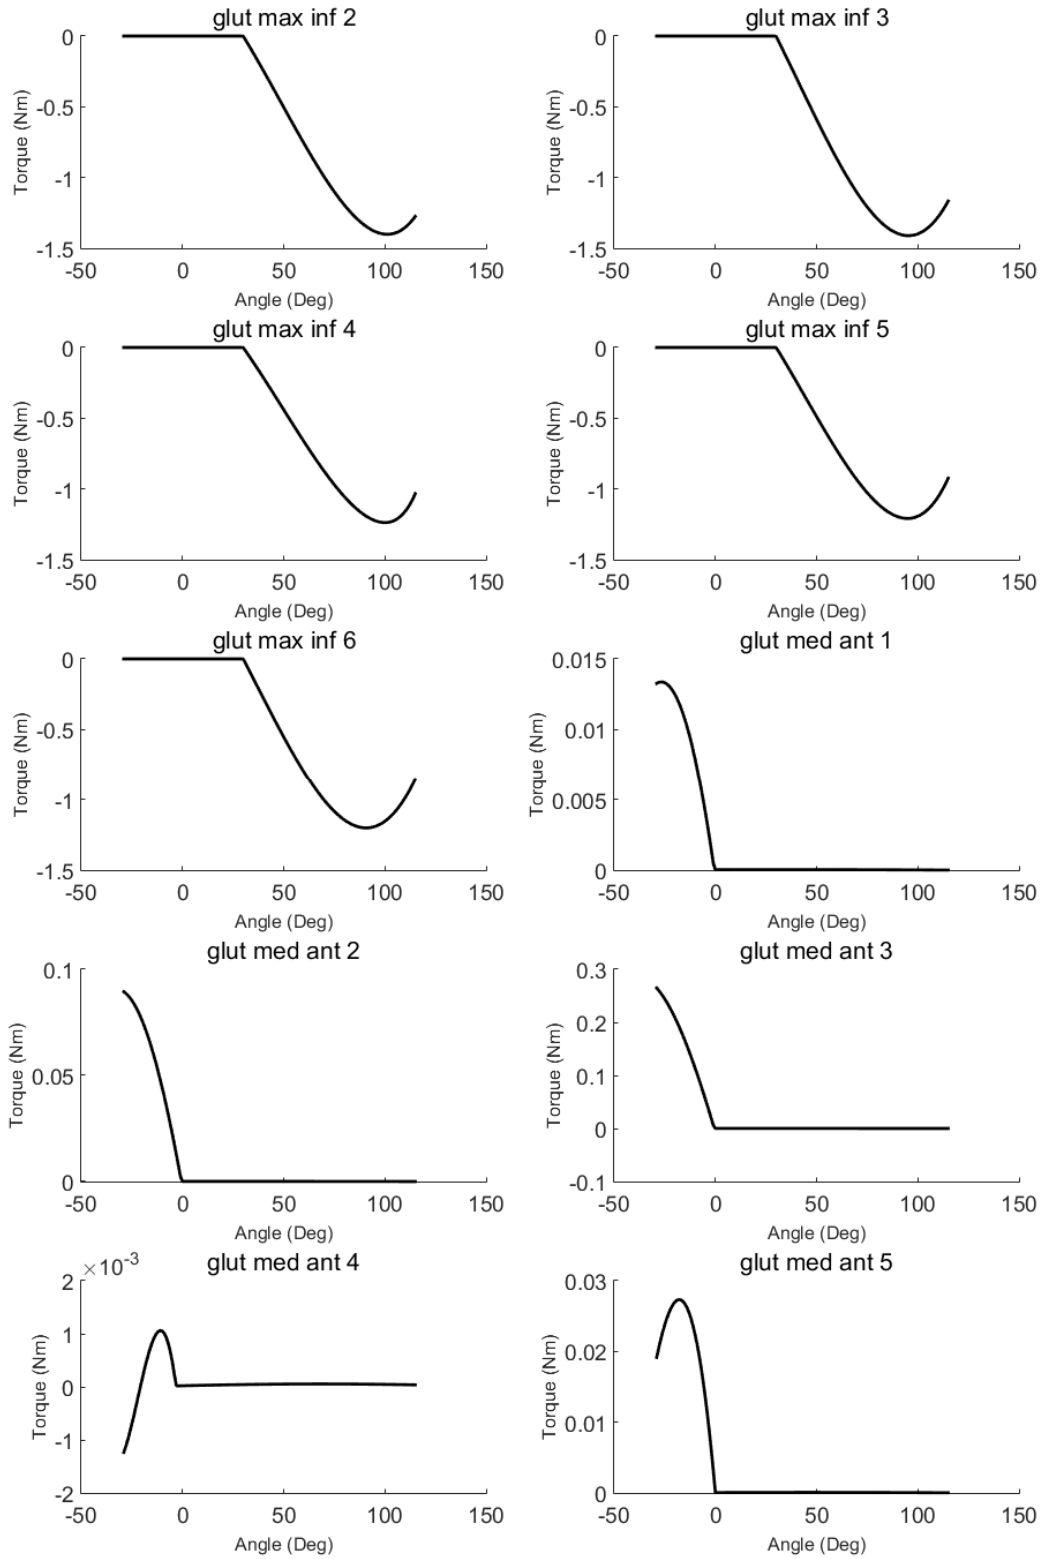 glut max inf 2
0
-0.5
-1
-1.5
Torque (Nm)
-50 0 50 100 150
Angle (Deg)
glut max inf 3
0
-0.5
-1
-1.5
Torque (Nm)
-50 0 50 100 150
Angle (Deg)
glut max inf 4
0
-0.5
-1
-1.5
Torque (Nm)
-50 0 50 100 150
Angle (Deg)
glut max inf 5
0
-0.5
-1
-1.5
Torque (Nm)
-50 0 50 100 150
Angle (Deg)
glut max inf 6
0
-0.5
-1
-1.5
Torque (Nm)
-50 0 50 100 150
Angle (Deg)
glut med ant 1
0.015
0.01
0.005
0
Torque (Nm)
-50 0 50 100 150
Angle (Deg)
glut med ant 2
0.1
0.05
0
Torque (Nm)
-50 0 50 100 150
Angle (Deg)
glut med ant 3
0.3
0.2
0.1
0
-0.1
Torque (Nm)
-50 0 50 100 150
Angle (Deg)
glut med ant 4
×10⁻³
2
1
0
-1
-2
Torque (Nm)
-50 0 50 100 150
Angle (Deg)
glut med ant 5
0.03
0.02
0.01
0
Torque (Nm)
-50 0 50 100 150
Angle (Deg)